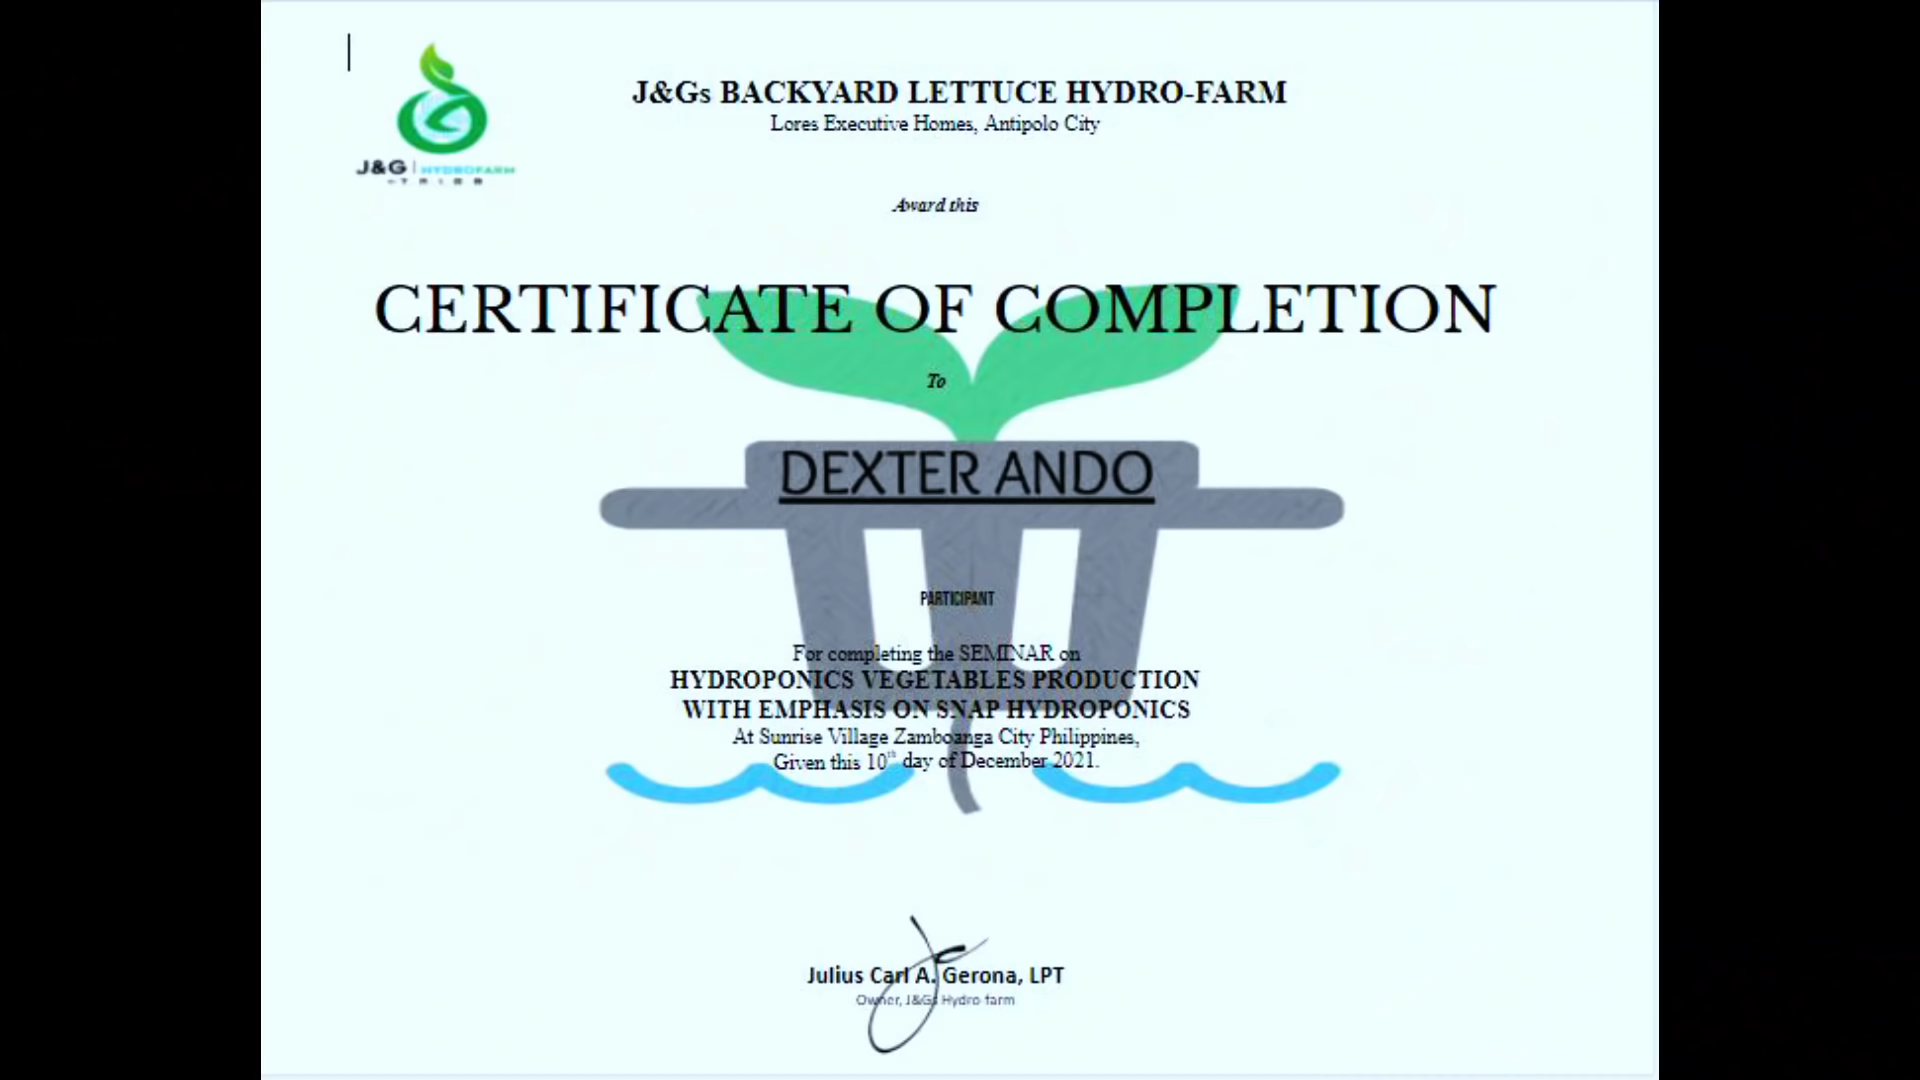 J&G HYDROFARM
J&Gs BACKYARD LETTUCE HYDRO-FARM
Lores Executive Homes, Antipolo City
Award this
CERTIFICATE OF COMPLETION
To
DEXTER ANDO
PARTICIPANT
For completing the SEMINAR on
HYDROPONICS VEGETABLES PRODUCTION
WITH EMPHASIS ON SNAP HYDROPONICS
At Sunrise Village Zamboanga City Philippines,
Given this 10th day of December 2021.
Julius Carl A. Gerona, LPT
Owner, J&Gs Hydro-farm